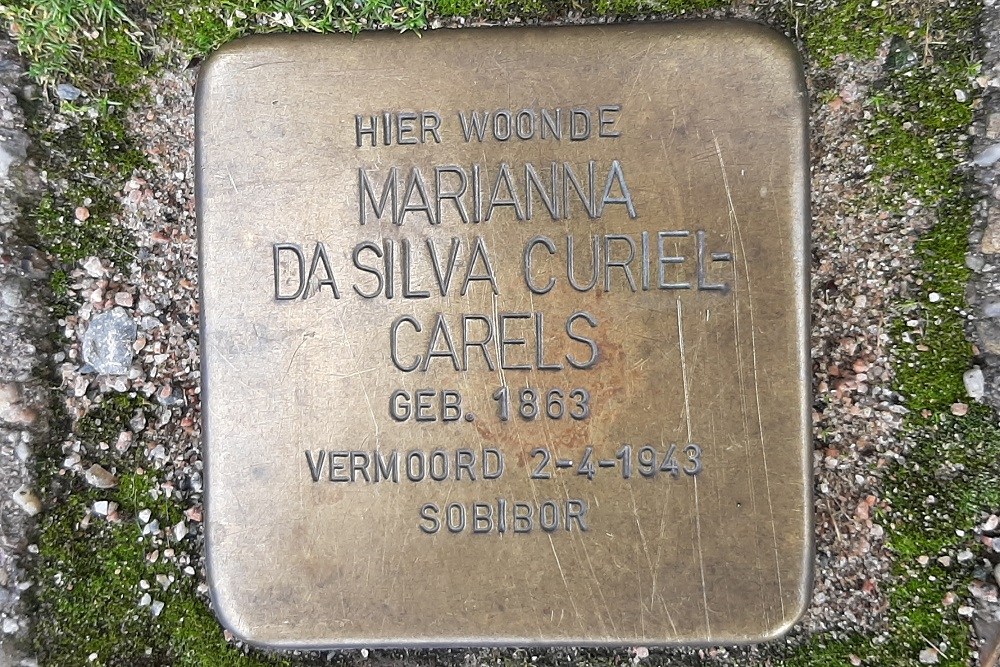 HIER WOONDE
MARIANNA
DA SILVA CURIEL-
CARELS
GEB. 1863
VERMOORD 2-4-1943
SOBIBOR